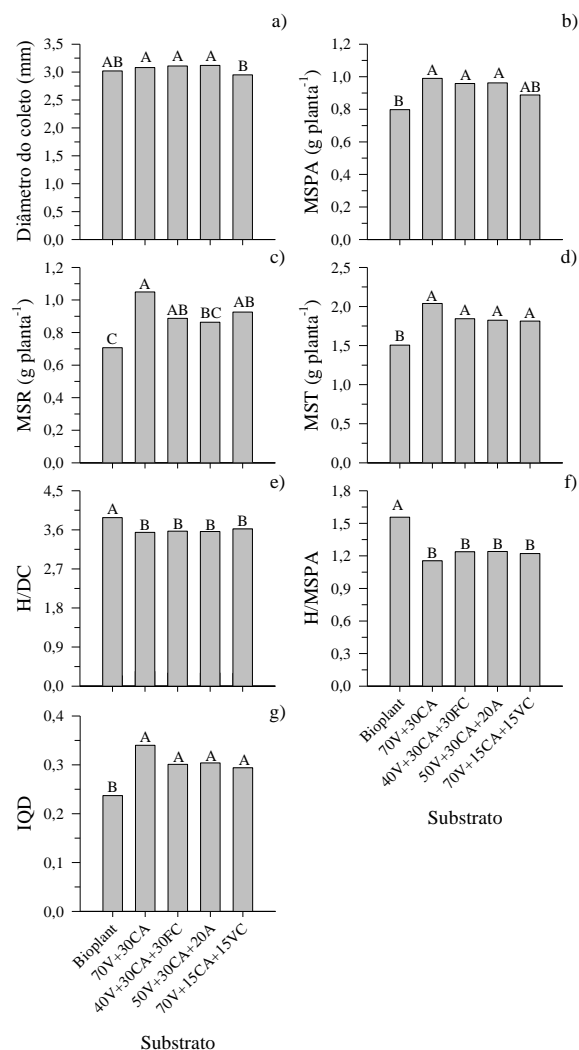 a)
Diâmetro do coleto (mm)
3,5
3,0
2,5
2,0
1,5
1,0
0,5
0,0
AB A A A B
b)
MSPA (g planta-1)
1,2
1,0
0,8
0,6
0,4
0,2
0,0
B A A A AB
c)
MSR (g planta-1)
1,2
1,0
0,8
0,6
0,4
0,2
0,0
C A AB BC AB
d)
MST (g planta-1)
2,5
2,0
1,5
1,0
0,5
0,0
B A A A A
e)
H/DC
4,5
3,6
2,7
1,8
0,9
0,0
A B B B B
f)
H/MSPA
1,8
1,5
1,2
0,9
0,6
0,3
0,0
A B B B B
Bioplant
70V+30CA
40V+30CA+30FC
50V+30CA+20A
70V+15CA+15VC
Substrato
g)
IQD
0,4
0,3
0,2
0,1
0,0
B A A A A
Bioplant
70V+30CA
40V+30CA+30FC
50V+30CA+20A
70V+15CA+15VC
Substrato